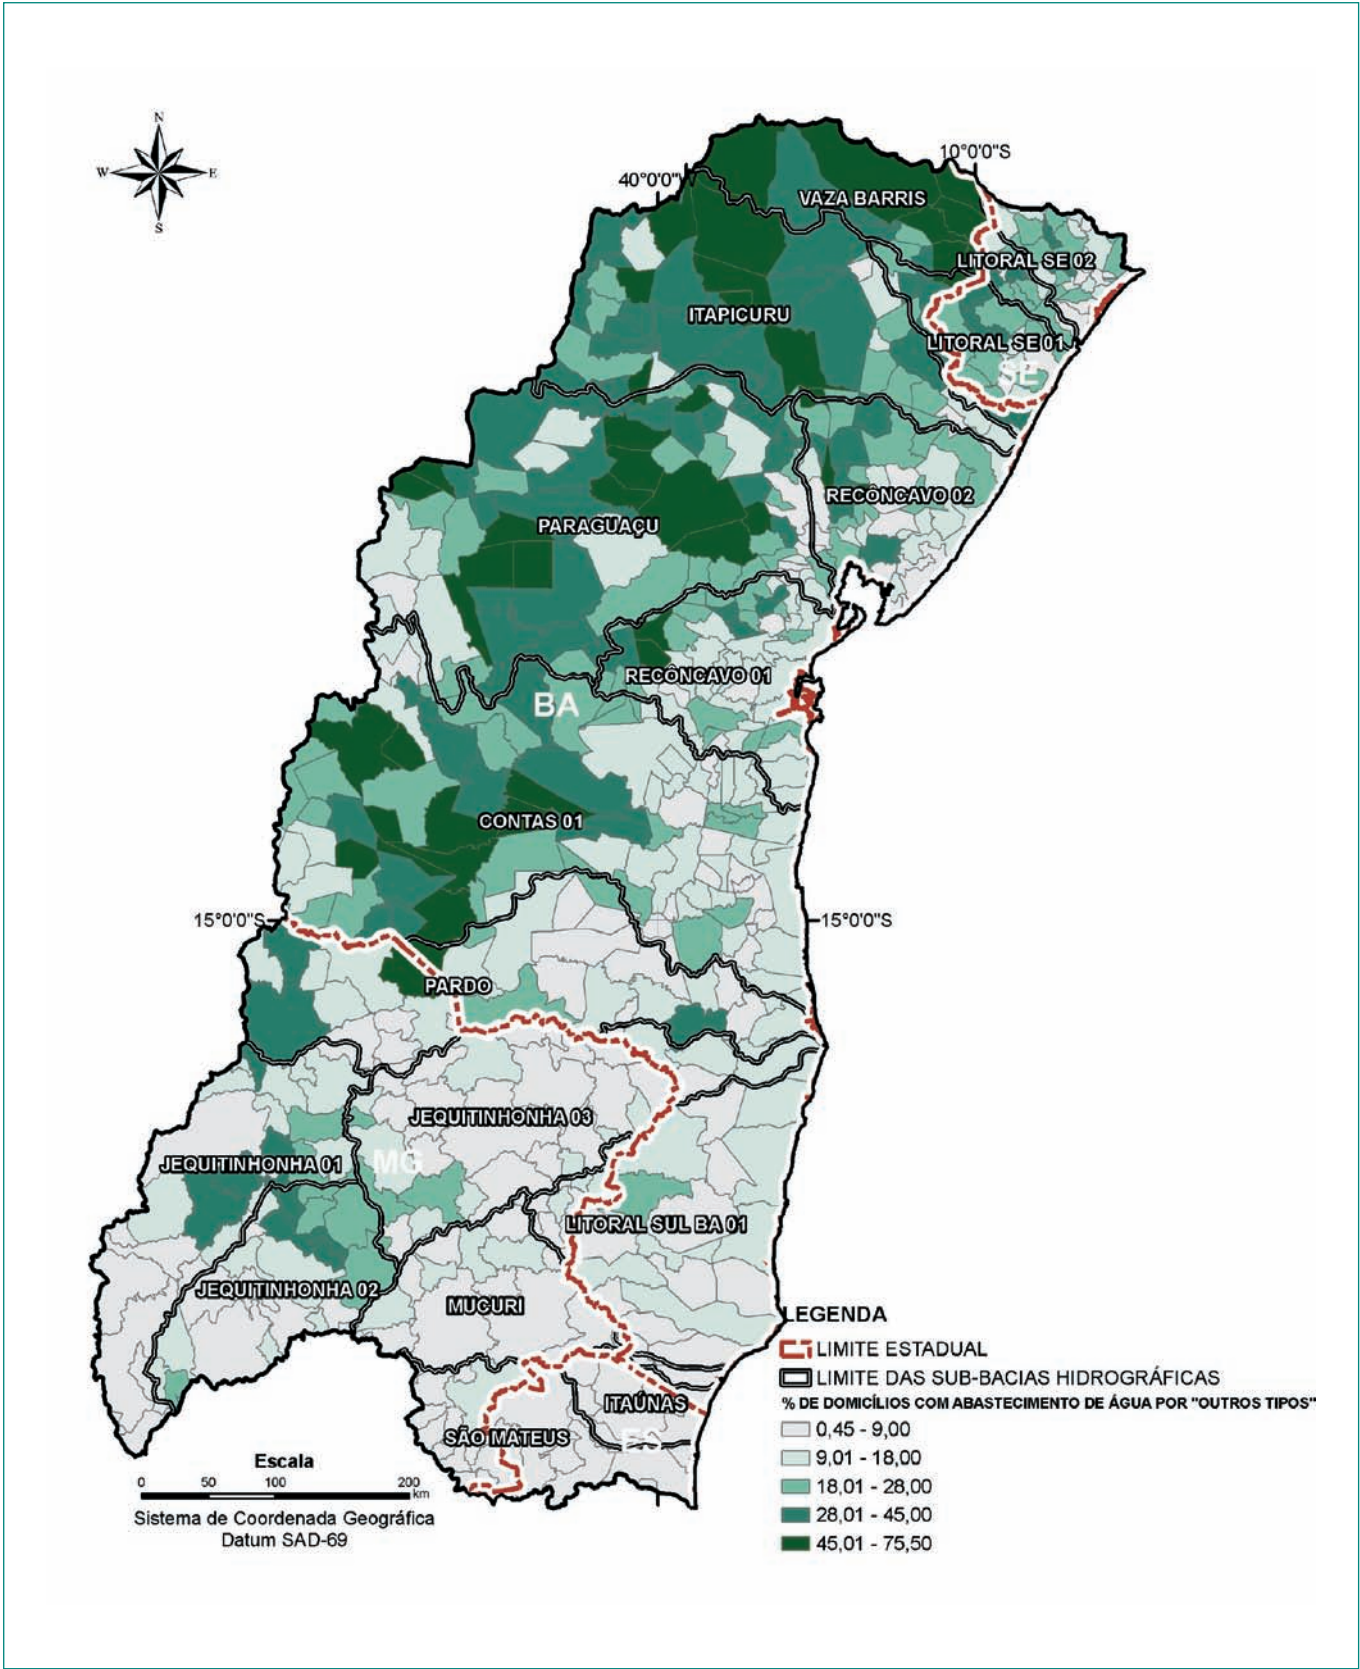 N
W
E
S
10°0'0"S
40°0'0"W
VAZA BARRIS
LITORAL SE 02
ITAPICURU
LITORAL SE 01
SE
RECÔNCAVO 02
PARAGUAÇU
RECÔNCAVO 01
BA
CONTAS 01
15°0'0"S
15°0'0"S
PARDO
JEQUITINHONHA 03
MG
JEQUITINHONHA 01
LITORAL SUL BA 01
JEQUITINHONHA 02
MUCURI
ITAÚNAS
SÃO MATEUS
ES
LEGENDA
LIMITE ESTADUAL
LIMITE DAS SUB-BACIAS HIDROGRÁFICAS
% DE DOMICÍLIOS COM ABASTECIMENTO DE ÁGUA POR "OUTROS TIPOS"
0,45 - 9,00
9,01 - 18,00
18,01 - 28,00
28,01 - 45,00
45,01 - 75,50
Escala
0 50 100 200
km
Sistema de Coordenada Geográfica
Datum SAD-69